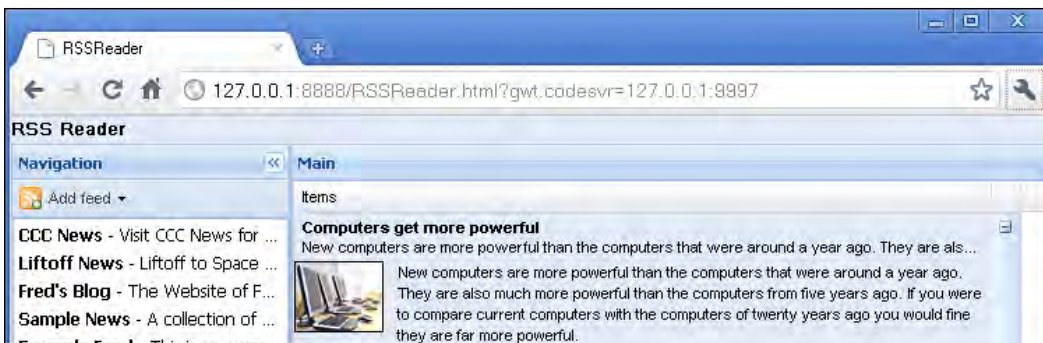 RSSReader
127.0.0.1:8888/RSSReader.html?gwt.codesvr=127.0.0.1:9997
RSS Reader
Navigation
Main
Add feed
Items
CCC News - Visit CCC News for ...
Liftoff News - Liftoff to Space ...
Fred's Blog - The Website of F...
Sample News - A collection of ...
Computers get more powerful
New computers are more powerful than the computers that were around a year ago. They are als...
New computers are more powerful than the computers that were around a year ago.
They are also much more powerful than the computers from five years ago. If you were
to compare current computers with the computers of twenty years ago you would fine
they are far more powerful.